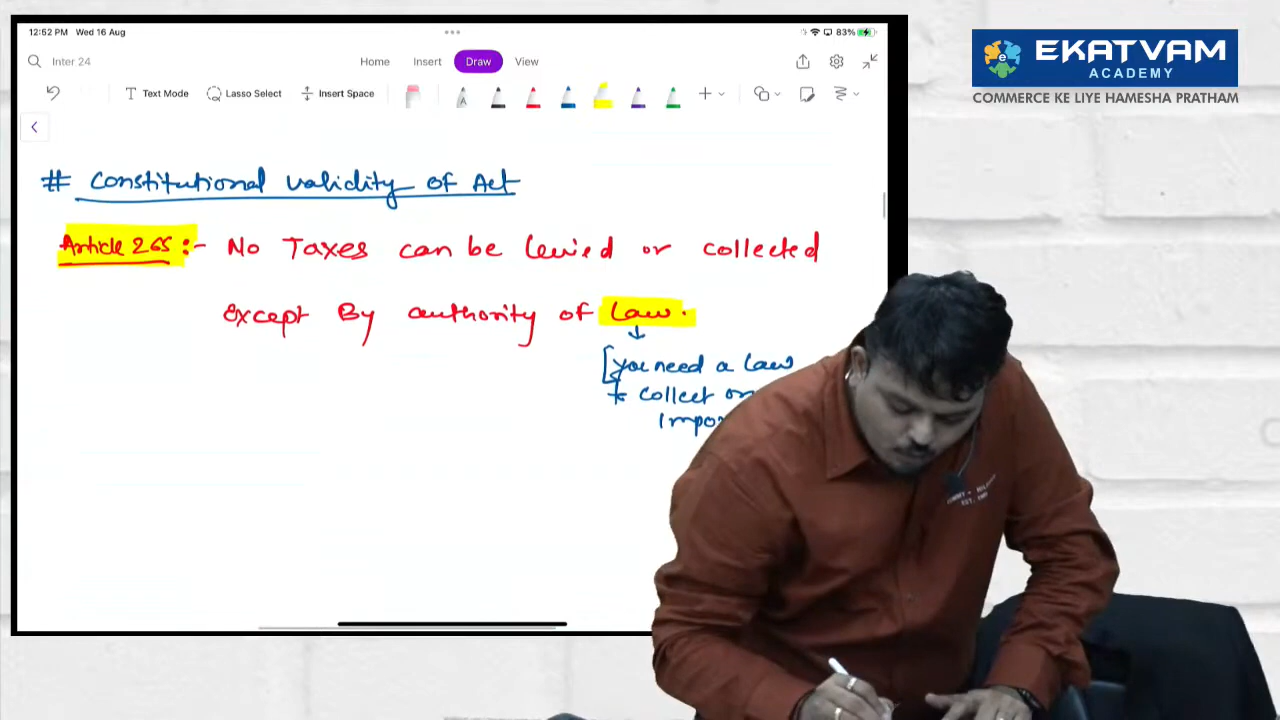 12:52 PM Wed 16 Aug
83%
EKATVAM
ACADEMY
COMMERCE KE LIYE HAMESHA PRATHAM
Inter 24
Home Insert Draw View
Text Mode Lasso Select Insert Space
# Constitutional validity of Act
Article 265 :- No Taxes can be levied or collected
Except By authority of Law.
[you need a law
to collect or
Impo